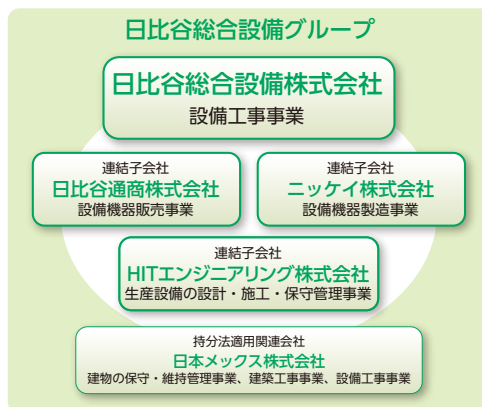 日比谷総合設備グループ
日比谷総合設備株式会社
設備工事事業
連結子会社
日比谷通商株式会社
設備機器販売事業
連結子会社
ニッケイ株式会社
設備機器製造事業
連結子会社
HITエンジニアリング株式会社
生産設備の設計・施工・保守管理事業
持分法適用関連会社
日本メックス株式会社
建物の保守・維持管理事業、建築工事事業、設備工事事業